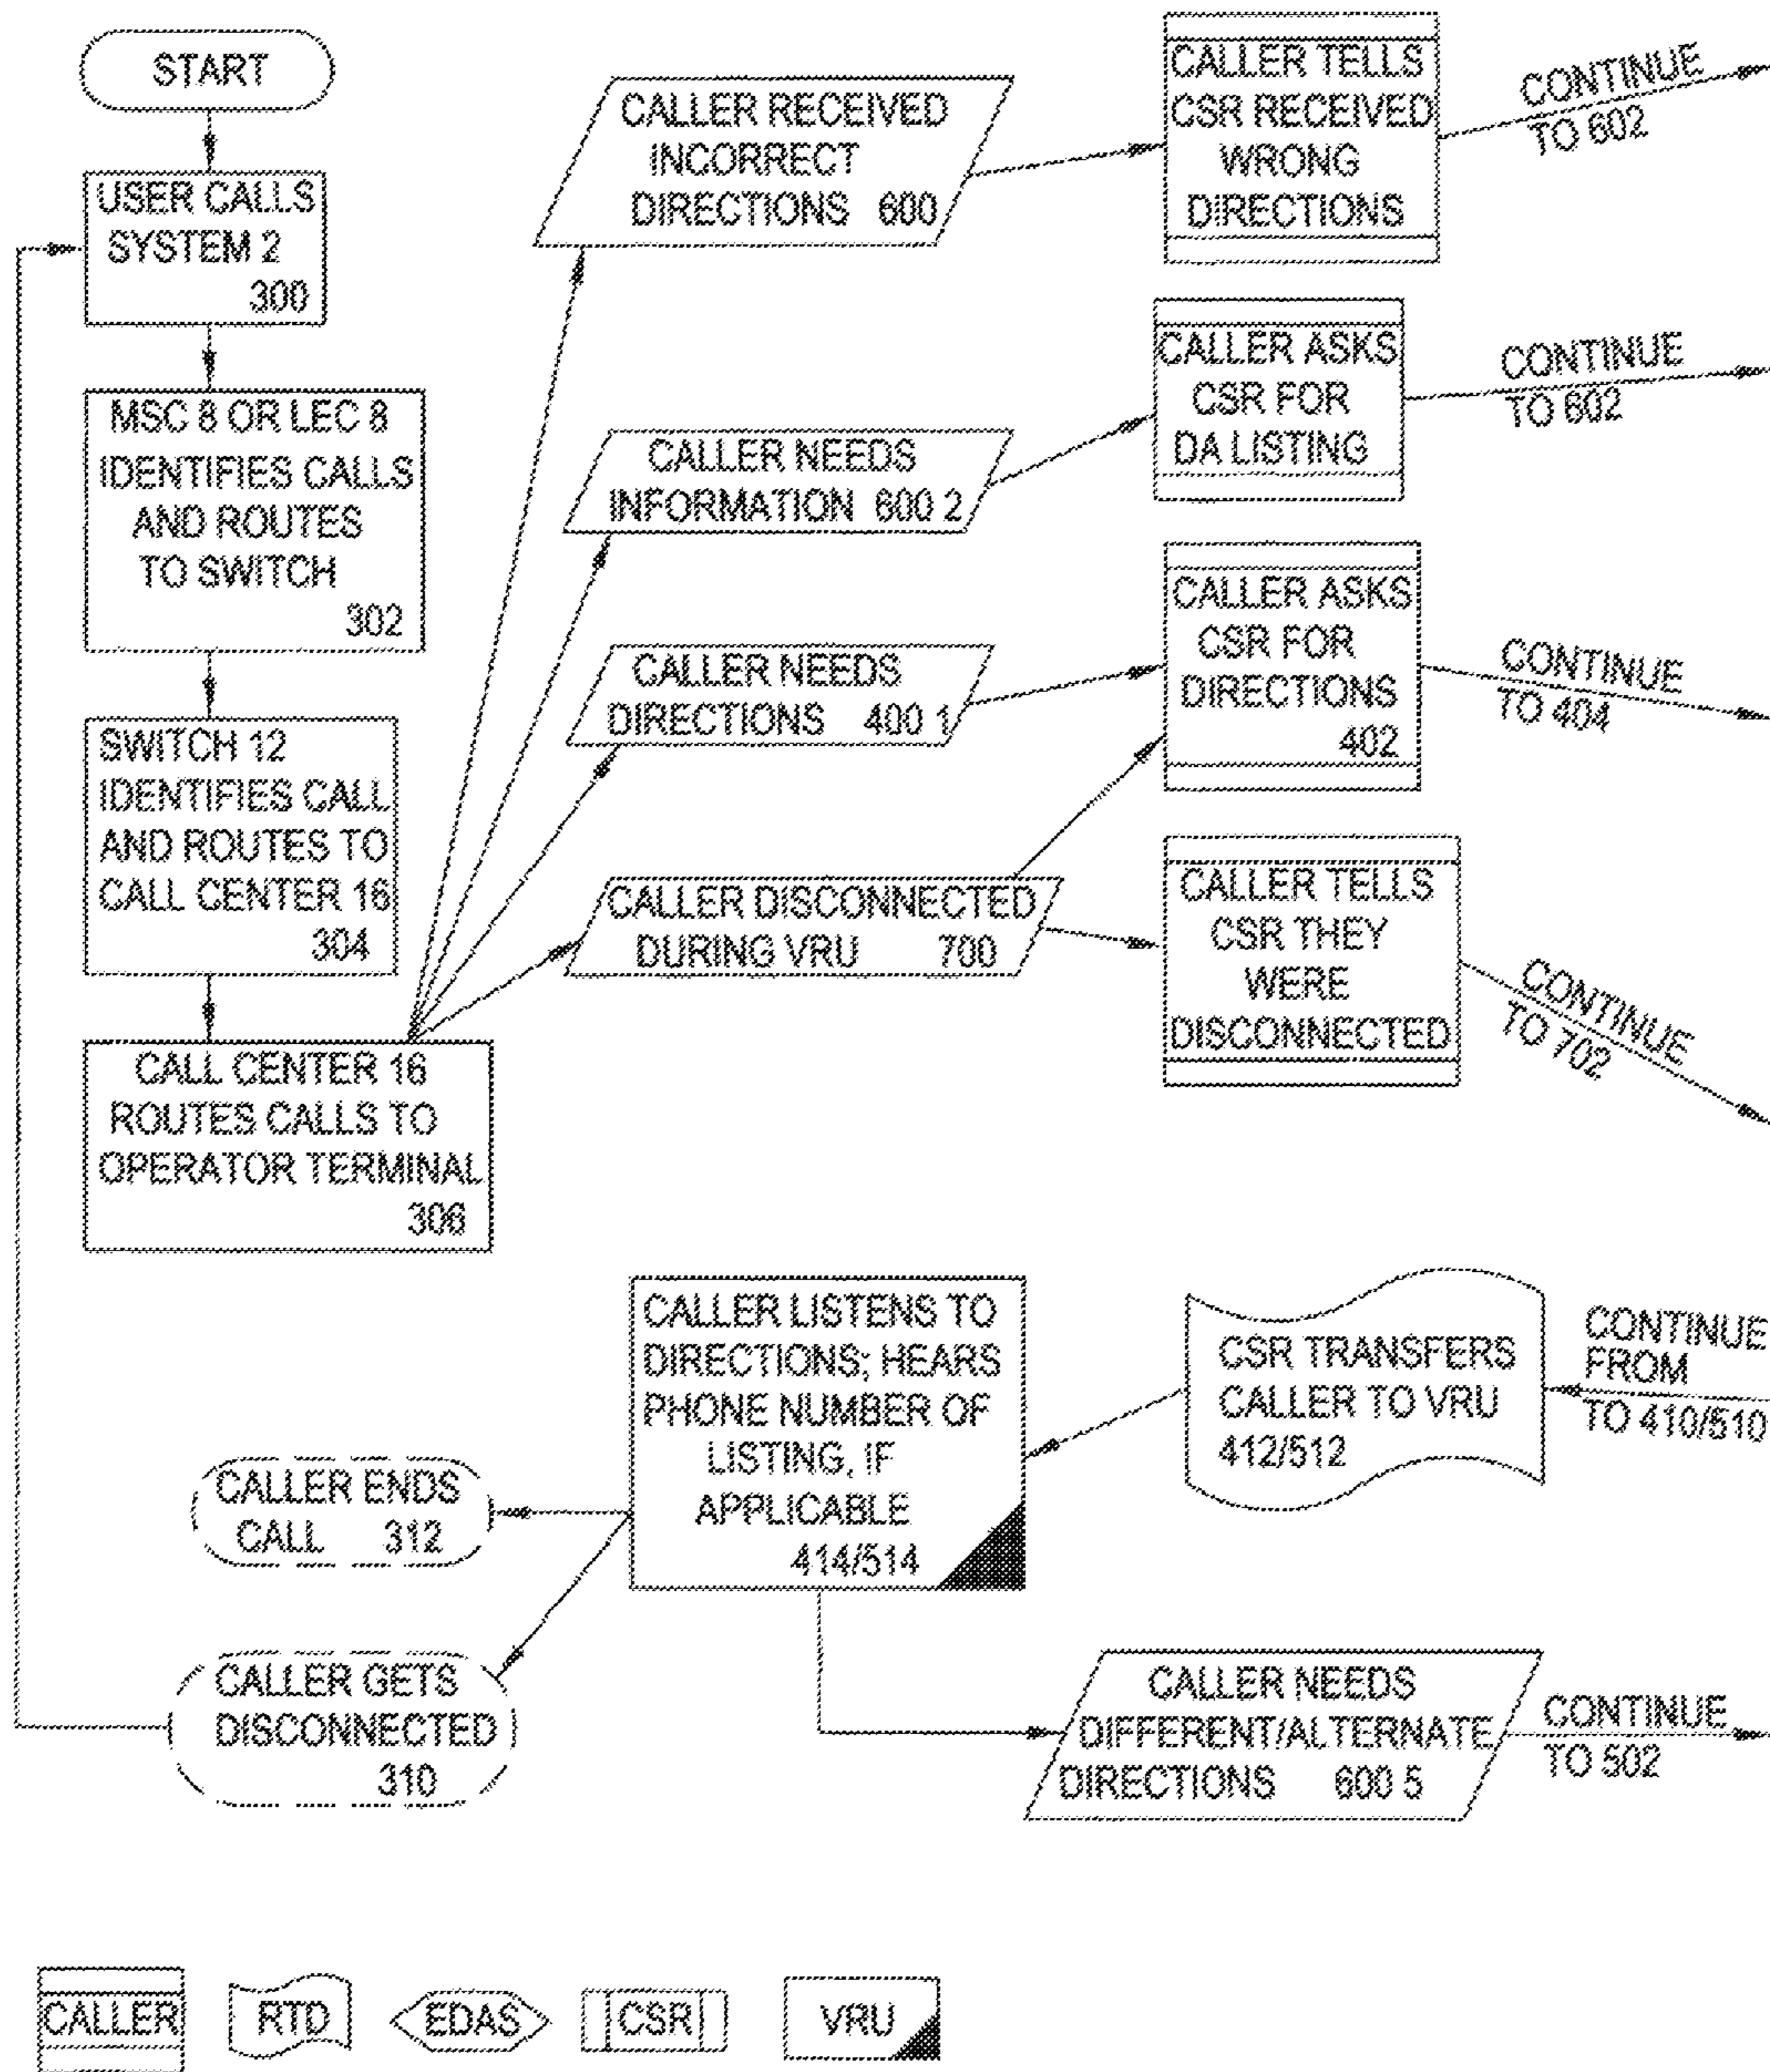 START
USER CALLS
SYSTEM 2
300
MSC 8 OR LEC 8
IDENTIFIES CALLS
AND ROUTES
TO SWITCH
302
SWITCH 12
IDENTIFIES CALL
AND ROUTES TO
CALL CENTER 16
304
CALL CENTER 16
ROUTES CALLS TO
OPERATOR TERMINAL
306
CALLER RECEIVED
INCORRECT
DIRECTIONS 600
CALLER TELLS
CSR RECEIVED
WRONG
DIRECTIONS
CONTINUE
TO 602
CALLER NEEDS
INFORMATION 600 2
CALLER ASKS
CSR FOR
DA LISTING
CONTINUE
TO 602
CALLER NEEDS
DIRECTIONS 400 1
CALLER ASKS
CSR FOR
DIRECTIONS
402
CONTINUE
TO 404
CALLER DISCONNECTED
DURING VRU 700
CALLER TELLS
CSR THEY
WERE
DISCONNECTED
CONTINUE
TO 702
CONTINUE
FROM
TO 410/510
CSR TRANSFERS
CALLER TO VRU
412/512
CALLER LISTENS TO
DIRECTIONS; HEARS
PHONE NUMBER OF
LISTING, IF
APPLICABLE
414/514
CALLER ENDS
CALL 312
CALLER GETS
DISCONNECTED
310
CALLER NEEDS
DIFFERENT/ALTERNATE
DIRECTIONS 600 5
CONTINUE
TO 502
CALLER
RTD
EDAS
CSR
VRU